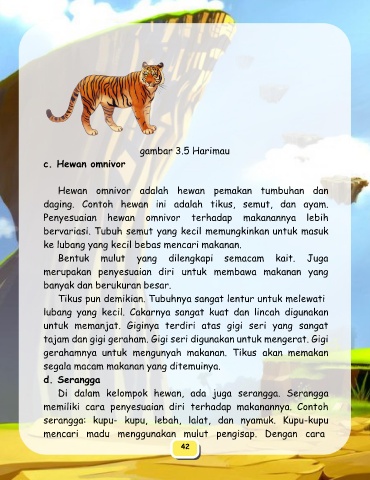 gambar 3.5 Harimau
c. Hewan omnivor
Hewan omnivor adalah hewan pemakan tumbuhan dan
daging. Contoh hewan ini adalah tikus, semut, dan ayam.
Penyesuaian hewan omnivor terhadap makanannya lebih
bervariasi. Tubuh semut yang kecil memungkinkan untuk masuk
ke lubang yang kecil bebas mencari makanan.
Bentuk mulut yang dilengkapi semacam kait. Juga
merupakan penyesuaian diri untuk membawa makanan yang
banyak dan berukuran besar.
Tikus pun demikian. Tubuhnya sangat lentur untuk melewati
lubang yang kecil. Cakarnya sangat kuat dan lincah digunakan
untuk memanjat. Giginya terdiri atas gigi seri yang sangat
tajam dan gigi geraham. Gigi seri digunakan untuk mengerat. Gigi
gerahamnya untuk mengunyah makanan. Tikus akan memakan
segala macam makanan yang ditemuinya.
d. Serangga
Di dalam kelompok hewan, ada juga serangga. Serangga
memiliki cara penyesuaian diri terhadap makanannya. Contoh
serangga: kupu- kupu, lebah, lalat, dan nyamuk. Kupu-kupu
mencari madu menggunakan mulut pengisap. Dengan cara
42